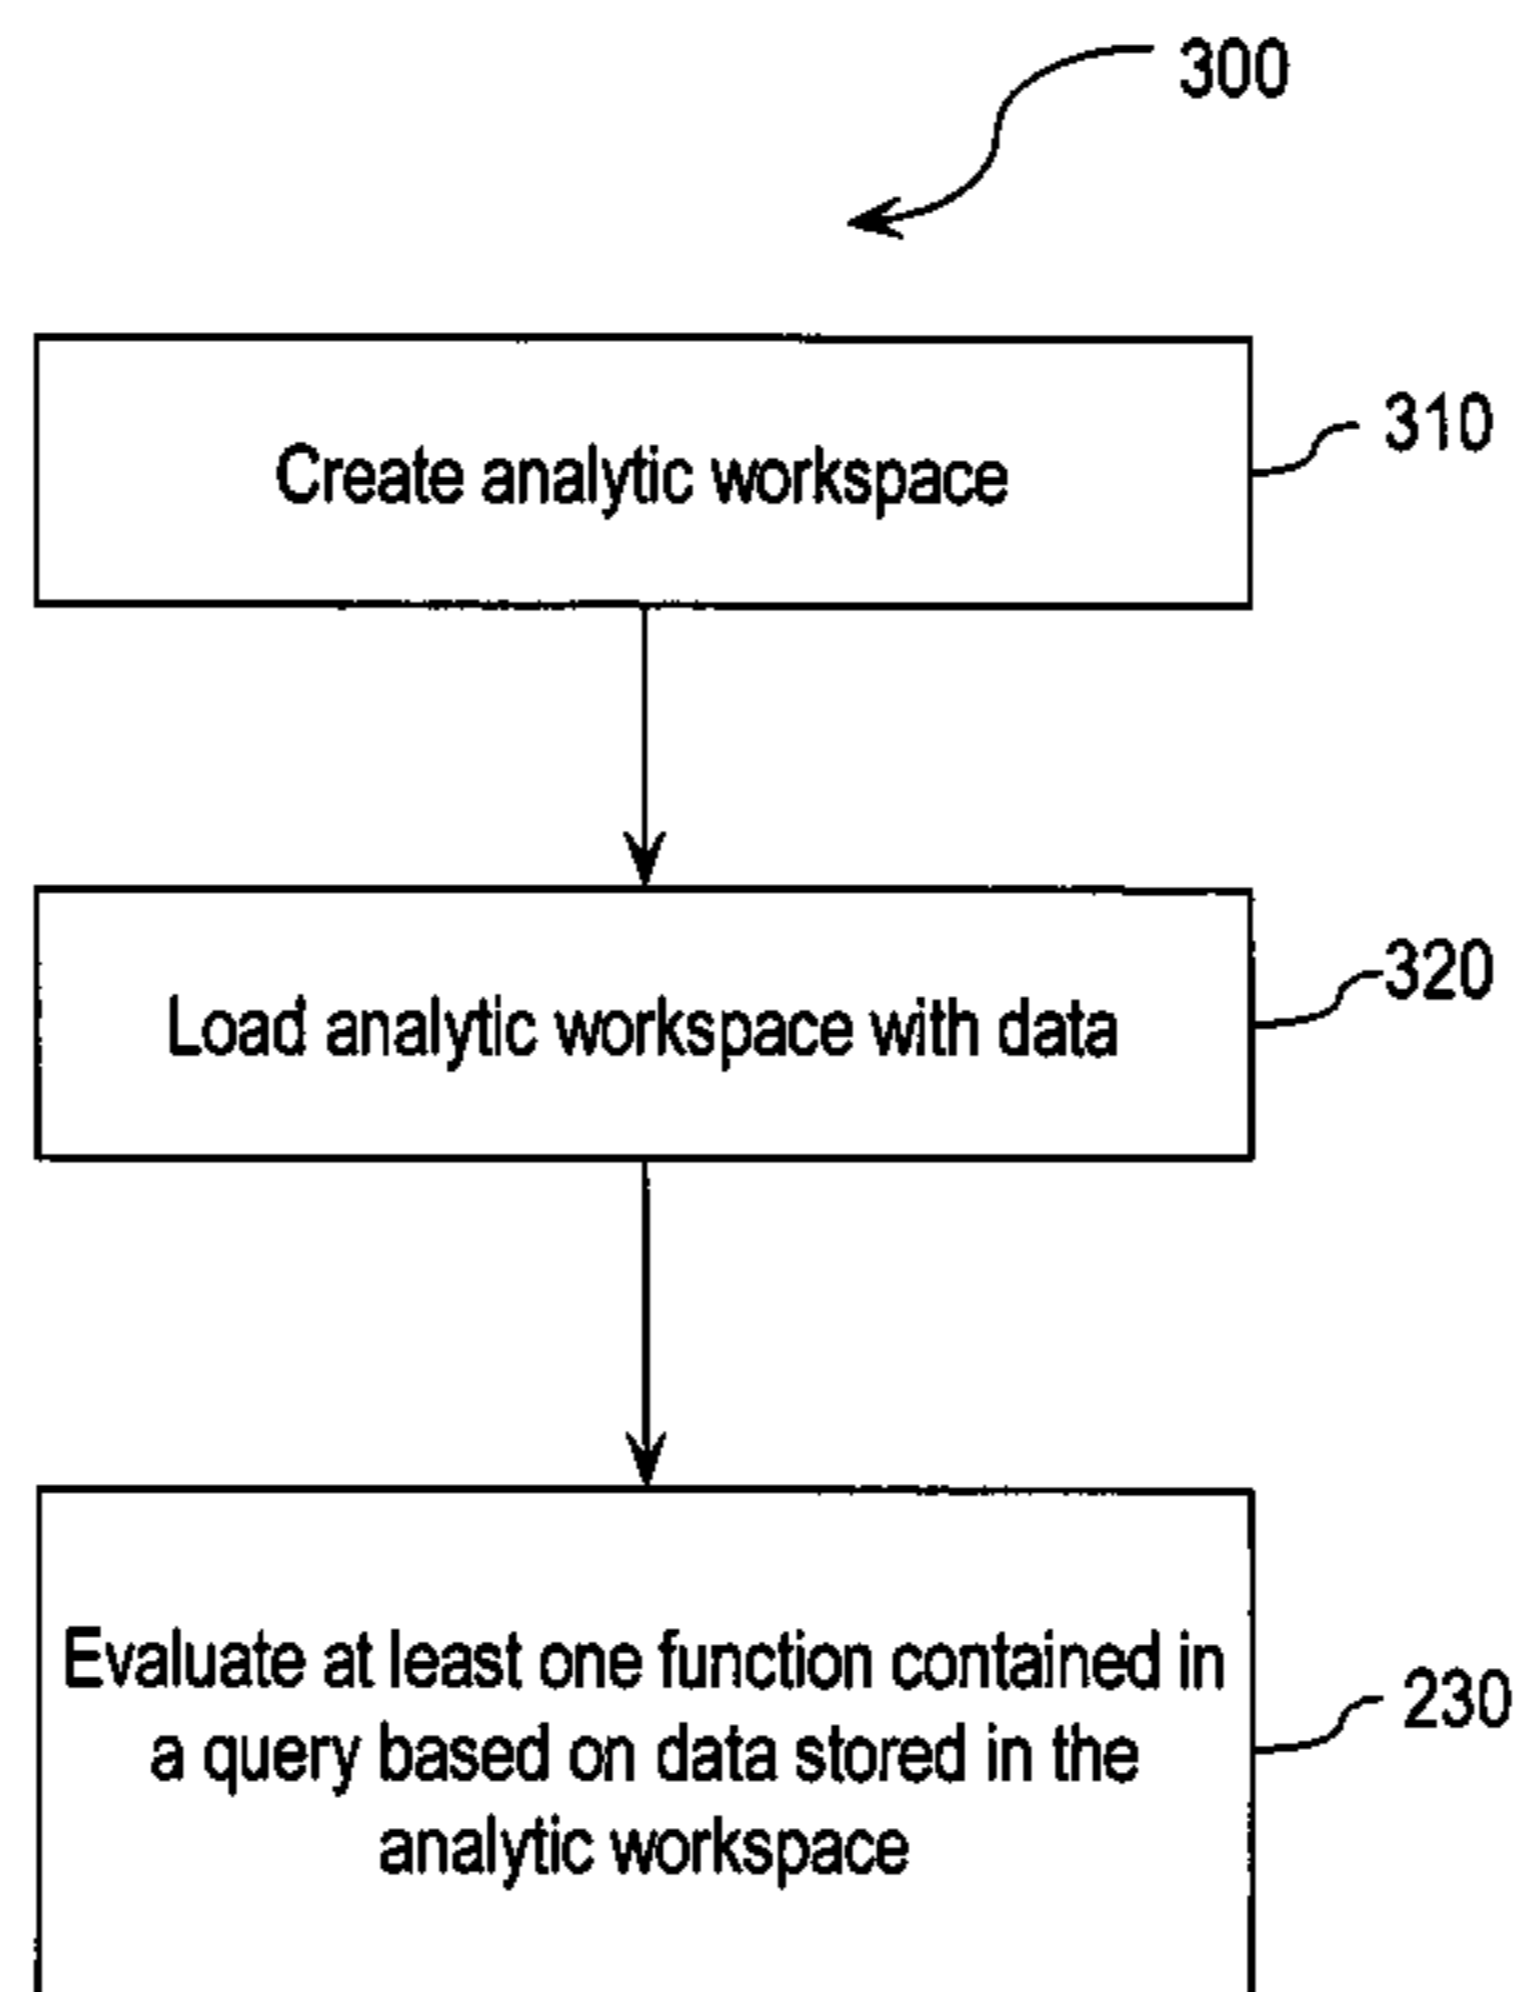 300
Create analytic workspace
310
Load analytic workspace with data
320
Evaluate at least one function contained in
a query based on data stored in the
analytic workspace
230